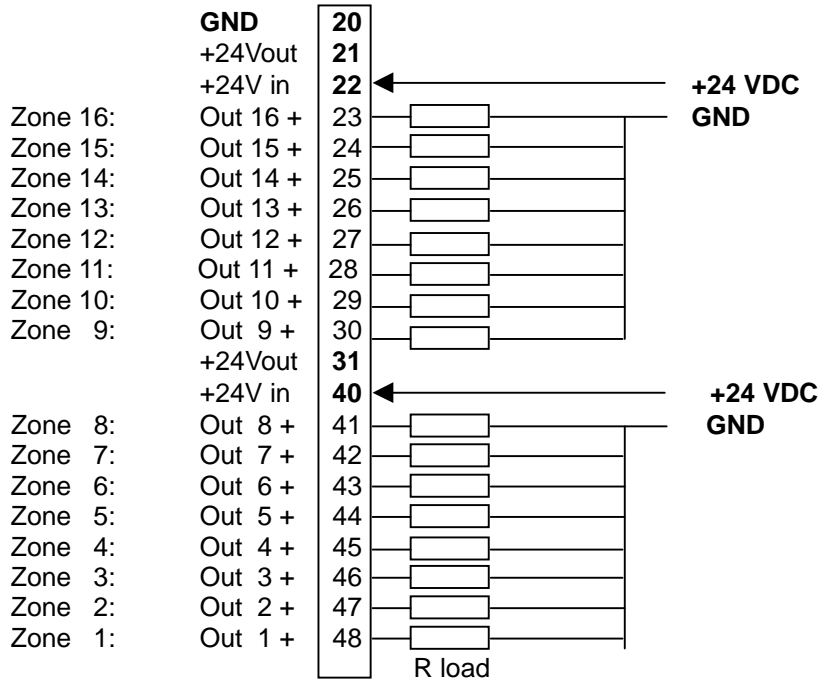 GND 20
+24Vout 21
+24V in 22 +24 VDC
Zone 16: Out 16 + 23 GND
Zone 15: Out 15 + 24
Zone 14: Out 14 + 25
Zone 13: Out 13 + 26
Zone 12: Out 12 + 27
Zone 11: Out 11 + 28
Zone 10: Out 10 + 29
Zone 9: Out 9 + 30
+24Vout 31
+24V in 40 +24 VDC
Zone 8: Out 8 + 41 GND
Zone 7: Out 7 + 42
Zone 6: Out 6 + 43
Zone 5: Out 5 + 44
Zone 4: Out 4 + 45
Zone 3: Out 3 + 46
Zone 2: Out 2 + 47
Zone 1: Out 1 + 48
R load